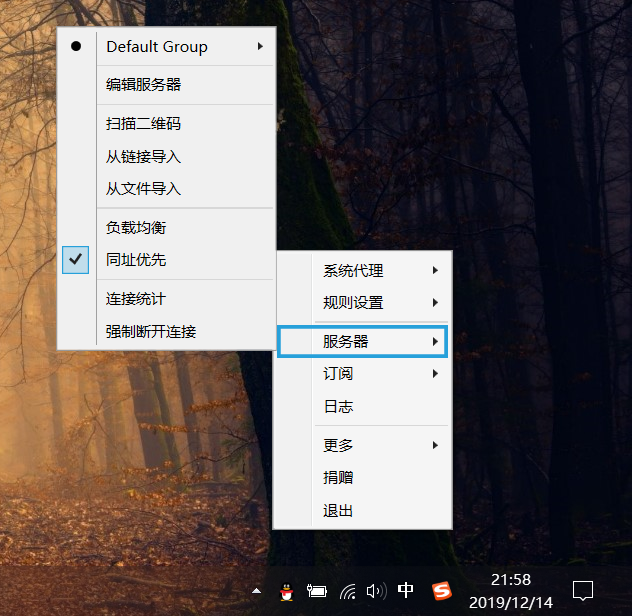 Default Group
编辑服务器
扫描二维码
从链接导入
从文件导入
负载均衡
同址优先
连接统计
强制断开连接
系统代理
规则设置
服务器
订阅
日志
更多
捐赠
退出
中
S
21:58
2019/12/14